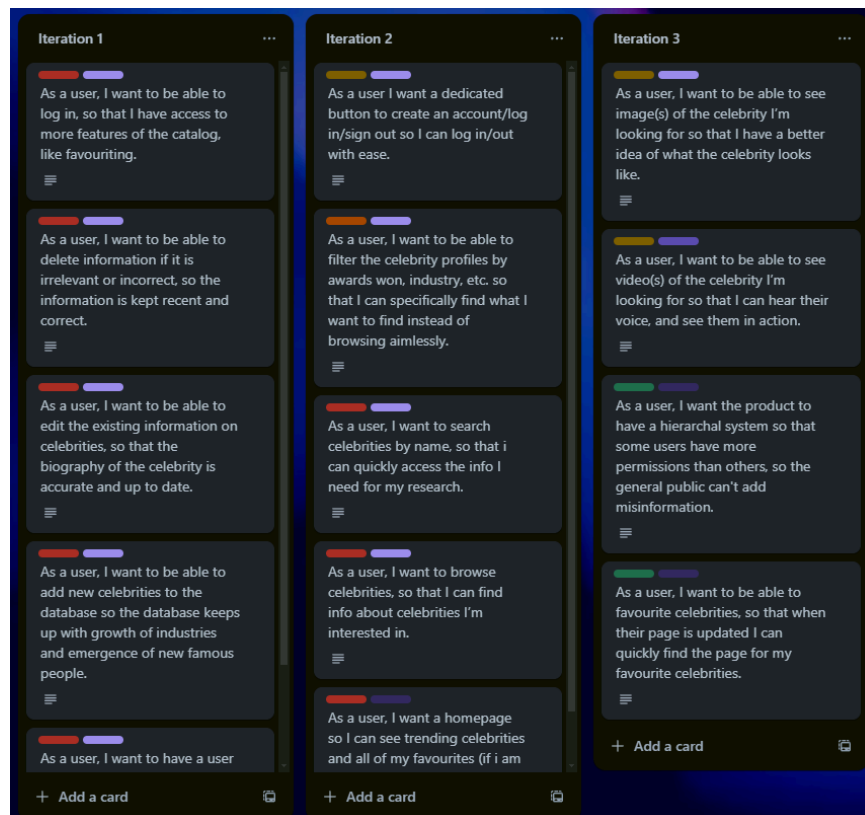 Iteration 1
As a user, I want to be able to
log in, so that I have access to
more features of the catalog,
like favouriting.
As a user, I want to be able to
delete information if it is
irrelevant or incorrect, so the
information is kept recent and
correct.
As a user, I want to be able to
edit the existing information on
celebrities, so that the
biography of the celebrity is
accurate and up to date.
As a user, I want to be able to
add new celebrities to the
database so the database keeps
up with growth of industries
and emergence of new famous
people.
As a user, I want to have a user
+ Add a card
Iteration 2
As a user I want a dedicated
button to create an account/log
in/sign out so I can log in/out
with ease.
As a user, I want to be able to
filter the celebrity profiles by
awards won, industry, etc. so
that I can specifically find what I
want to find instead of
browsing aimlessly.
As a user, I want to search
celebrities by name, so that i
can quickly access the info I
need for my research.
As a user, I want to browse
celebrities, so that I can find
info about celebrities I'm
interested in.
As a user, I want a homepage
so I can see trending celebrities
and all of my favourites (if i am
+ Add a card
Iteration 3
As a user, I want to be able to see
image(s) of the celebrity I'm
looking for so that I have a better
idea of what the celebrity looks
like.
As a user, I want to be able to see
video(s) of the celebrity I'm
looking for so that I can hear their
voice, and see them in action.
As a user, I want the product to
have a hierarchal system so that
some users have more
permissions than others, so the
general public can't add
misinformation.
As a user, I want to be able to
favourite celebrities, so that when
their page is updated I can
quickly find the page for my
favourite celebrities.
+ Add a card